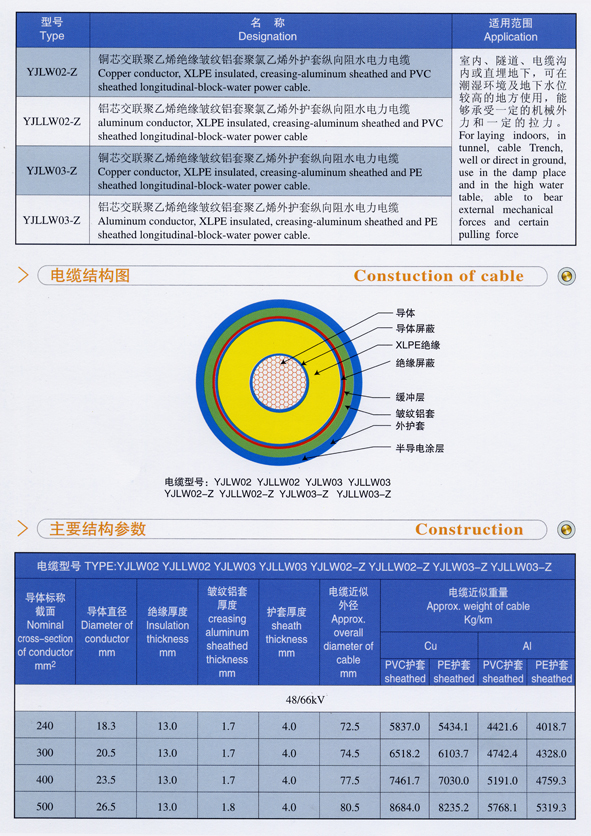 型号 名 称 适用范围
Type Designation Application
YJLW02-Z 铜芯交联聚乙烯绝缘皱纹铝套聚氯乙烯外护套纵向阻水电力电缆
Copper conductor, XLPE insulated, creasing-aluminum sheathed and PVC
sheathed longitudinal-block-water power cable.
YJLLW02-Z 铝芯交联聚乙烯绝缘皱纹铝套聚氯乙烯外护套纵向阻水电力电缆
aluminum conductor, XLPE insulated, creasing-aluminum sheathed and PVC
sheathed longitudinal-block-water power cable
YJLW03-Z 铜芯交联聚乙烯绝缘皱纹铝套聚乙烯外护套纵向阻水电力电缆
Copper conductor, XLPE insulated, creasing-aluminum sheathed and PE
sheathed longitudinal-block-water power cable.
YJLLW03-Z 铝芯交联聚乙烯绝缘皱纹铝套聚乙烯外护套纵向阻水电力电缆
Aluminum conductor, XLPE insulated, creasing-aluminum sheathed and PE
sheathed longitudinal-block-water power cable.
室内、隧道、电缆沟
内或直埋地下，可在
潮湿环境及地下水位
较高的地方使用，能
够承受一定的机械外
力和一定的拉力。
For laying indoors, in
tunnel, cable Trench,
well or direct in ground,
use in the damp place
and in the high water
table, able to bear
external mechanical
forces and certain
pulling force
电缆结构图 Constuction of cable
导体
导体屏蔽
XLPE绝缘
绝缘屏蔽
缓冲层
皱纹铝套
外护套
半导电涂层
电缆型号：YJLW02 YJLLW02 YJLW03 YJLLW03
YJLW02-Z YJLLW02-Z YJLW03-Z YJLLW03-Z
主要结构参数 Construction
电缆型号 TYPE:YJLW02 YJLLW02 YJLW03 YJLLW03 YJLW02-Z YJLLW02-Z YJLW03-Z YJLLW03-Z
导体标称
截面
Nominal
cross-section
of conductor
mm2
导体直径
Diameter of
conductor
mm
绝缘厚度
Insulation
thickness
mm
皱纹铝套
厚度
creasing
aluminum
sheathed
thickness
mm
护套厚度
sheath
thickness
mm
电缆近似
外径
Approx.
overall
diameter of
cable
mm
电缆近似重量
Approx. weight of cable
Kg/km
Cu Al
PVC护套 PE护套 PVC护套 PE护套
sheathed sheathed sheathed sheathed
48/66kV
240 18.3 13.0 1.7 4.0 72.5 5837.0 5434.1 4421.6 4018.7
300 20.5 13.0 1.7 4.0 74.5 6518.2 6103.7 4742.4 4328.0
400 23.5 13.0 1.7 4.0 77.5 7461.7 7030.0 5191.0 4759.3
500 26.5 13.0 1.8 4.0 80.5 8684.0 8235.2 5768.1 5319.3